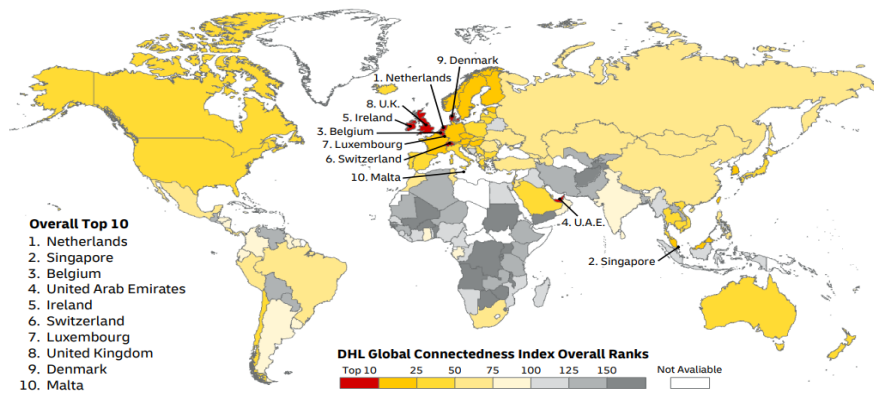 9. Denmark
1. Netherlands
8. U.K.
5. Ireland
3. Belgium
7. Luxembourg
6. Switzerland
10. Malta
4. U.A.E.
2. Singapore
Overall Top 10
1. Netherlands
2. Singapore
3. Belgium
4. United Arab Emirates
5. Ireland
6. Switzerland
7. Luxembourg
8. United Kingdom
9. Denmark
10. Malta
DHL Global Connectedness Index Overall Ranks
Top 10 25 50 75 100 125 150 Not Avaliable